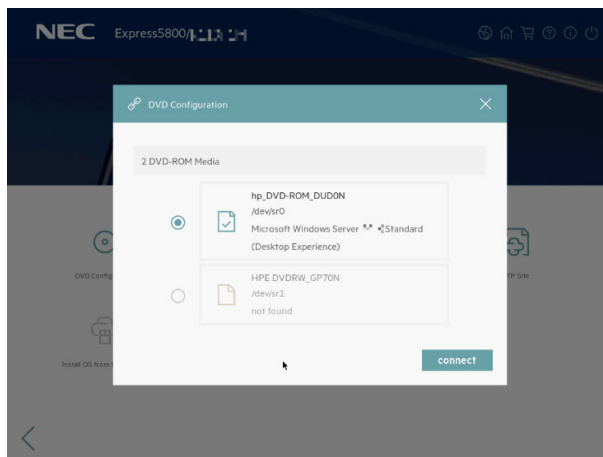 NEC Express5800/
DVD Configuration
2 DVD-ROM Media
hp_DVD-ROM_DUD0N
/dev/sr0
Microsoft Windows Server Standard
(Desktop Experience)
HPE DVDRW_GP70N
/dev/sr1
not found
connect
DVD Config
TP Site
Install OS from